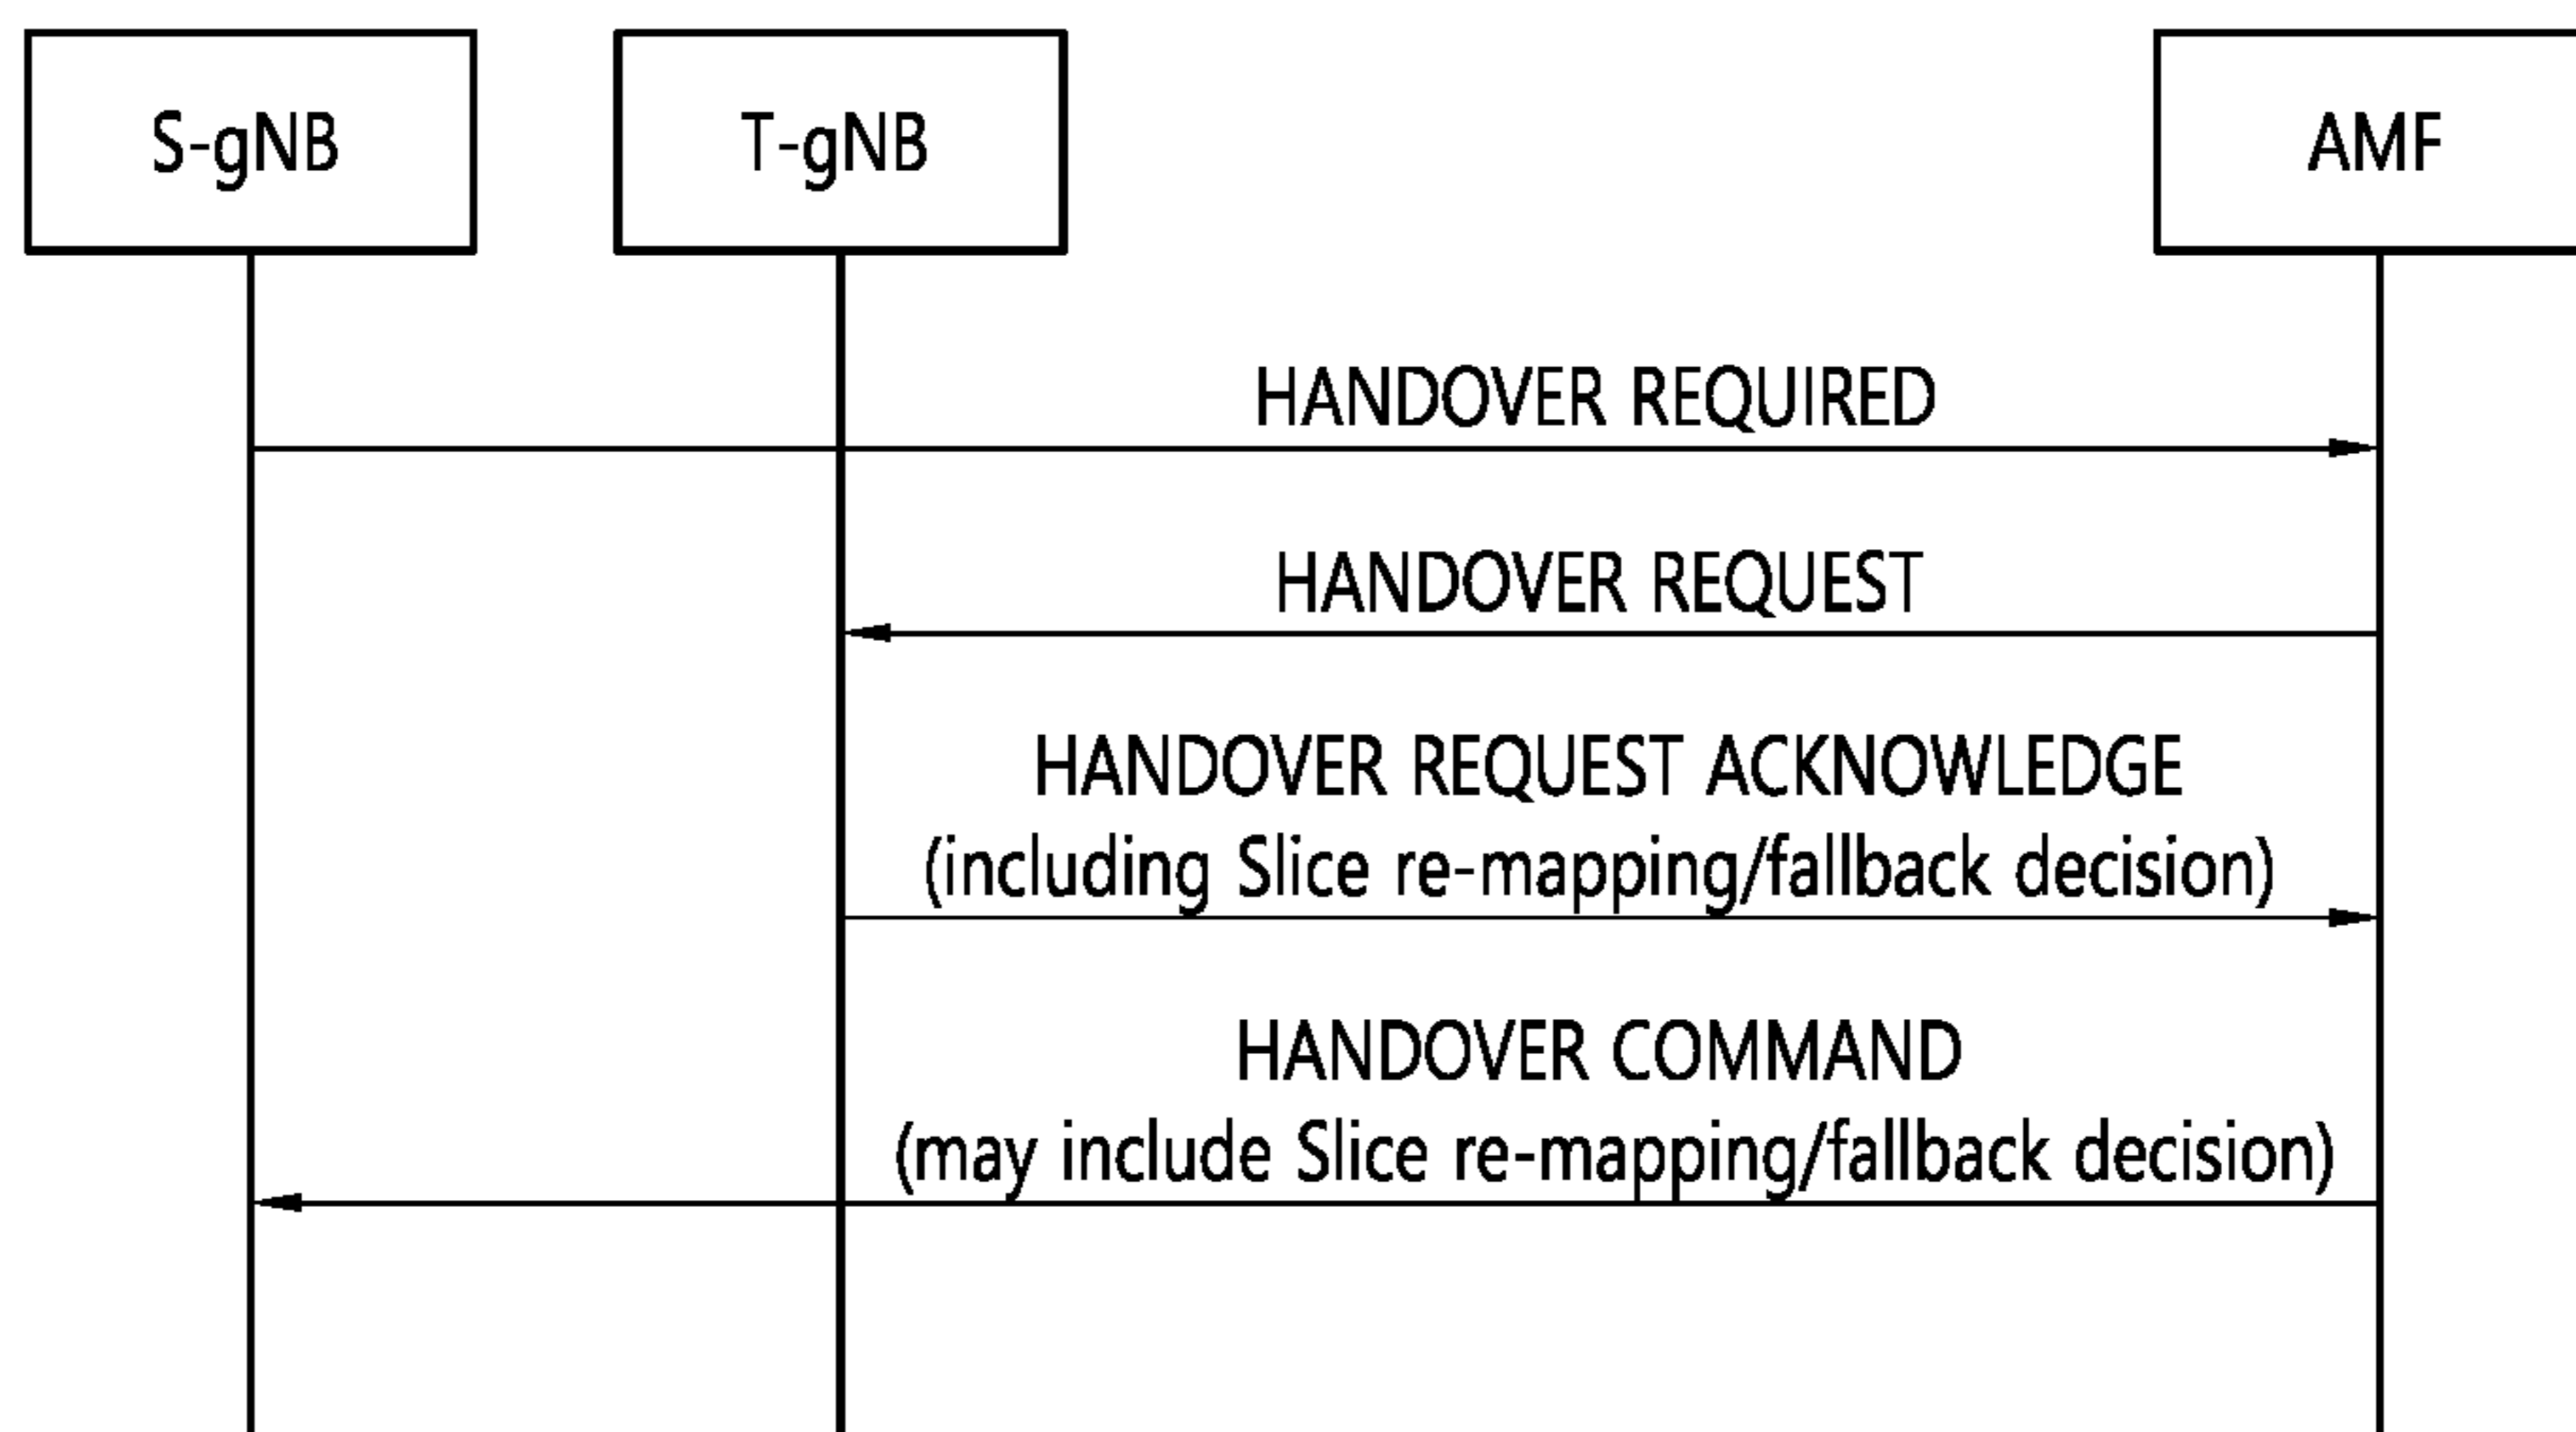 S-gNB
T-gNB
AMF
HANDOVER REQUIRED
HANDOVER REQUEST
HANDOVER REQUEST ACKNOWLEDGE
(including Slice re-mapping/fallback decision)
HANDOVER COMMAND
(may include Slice re-mapping/fallback decision)